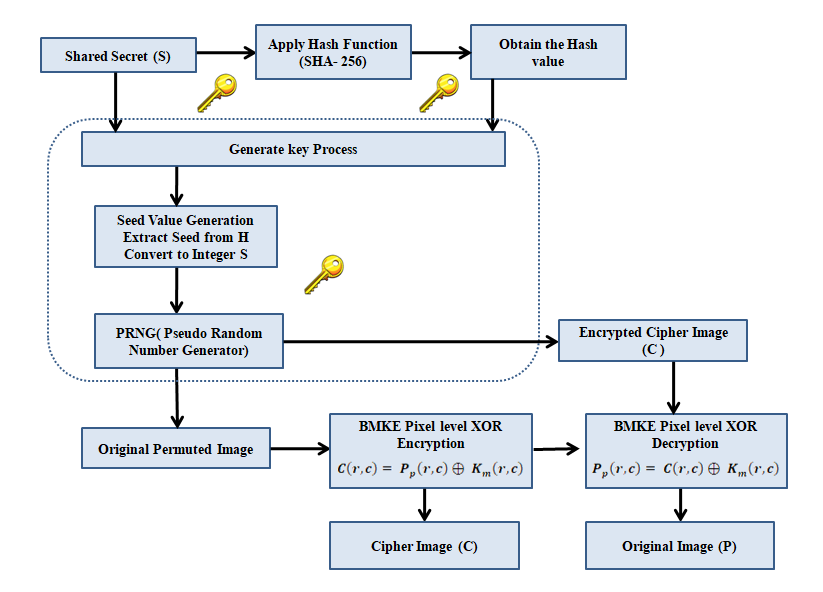 Shared Secret (S)
Apply Hash Function
(SHA- 256)
Obtain the Hash
value
Generate key Process
Seed Value Generation
Extract Seed from H
Convert to Integer S
PRNG( Pseudo Random
Number Generator)
Encrypted Cipher Image
(C )
Original Permuted Image
BMKE Pixel level XOR
Encryption
C(r,c) = P_p(r,c) ⊕ K_m(r,c)
BMKE Pixel level XOR
Decryption
P_p(r,c) = C(r,c) ⊕ K_m(r,c)
Cipher Image (C)
Original Image (P)